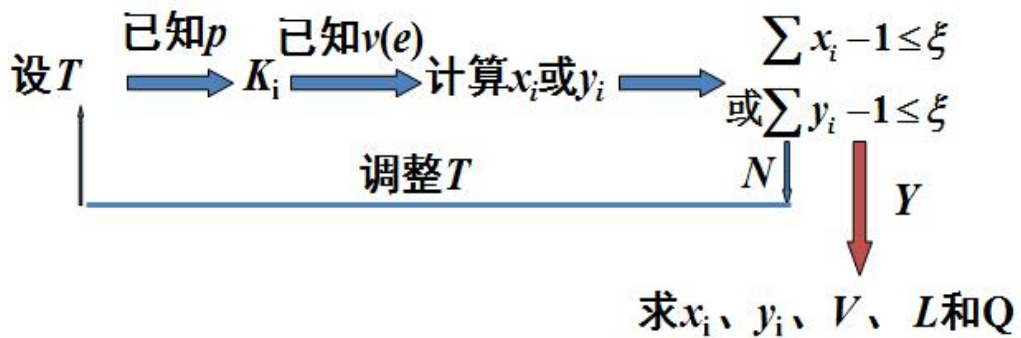 已知p 已知v(e) ∑ xᵢ −1≤ξ
设T Kᵢ 计算xᵢ或yᵢ
或∑ yᵢ −1≤ξ
调整T N Y
求xᵢ、yᵢ、V、L和Q